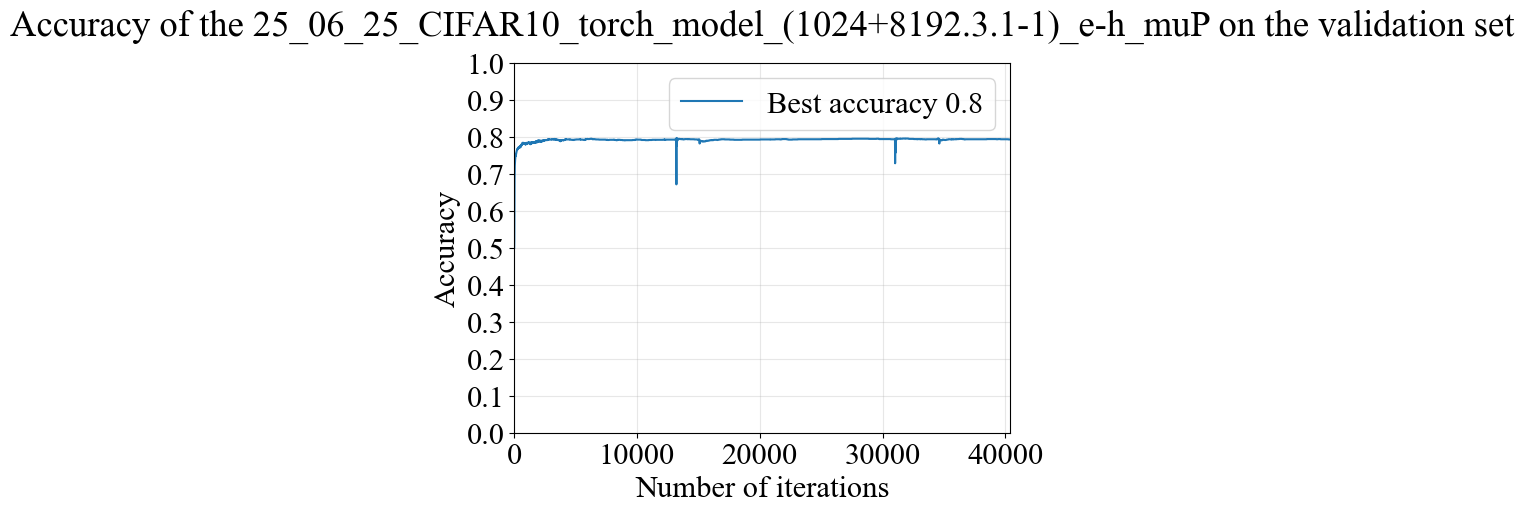 Accuracy of the 25_06_25_CIFAR10_torch_model_(1024+8192.3.1-1)_e-h_muP on the validation set
Best accuracy 0.8
1.0
0.9
0.8
0.7
0.6
0.5
0.4
0.3
0.2
0.1
0.0
Accuracy
0 10000 20000 30000 40000
Number of iterations